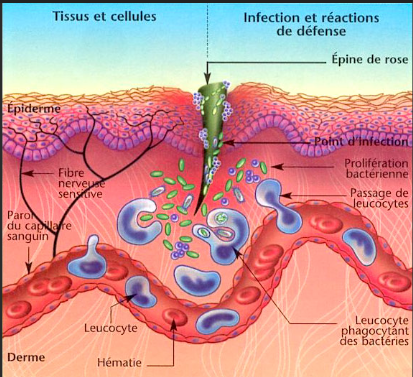 Tissus et cellules
Infection et réactions
de défense
Épine de rose
Épiderme
Point d'infection
Prolifération
bactérienne
Fibre
nerveuse
sensitive
Passage de
leucocytes
Paroi
du capillaire
sanguin
Leucocyte
Leucocyte
phagocytant
des bactéries
Derme
Hématie